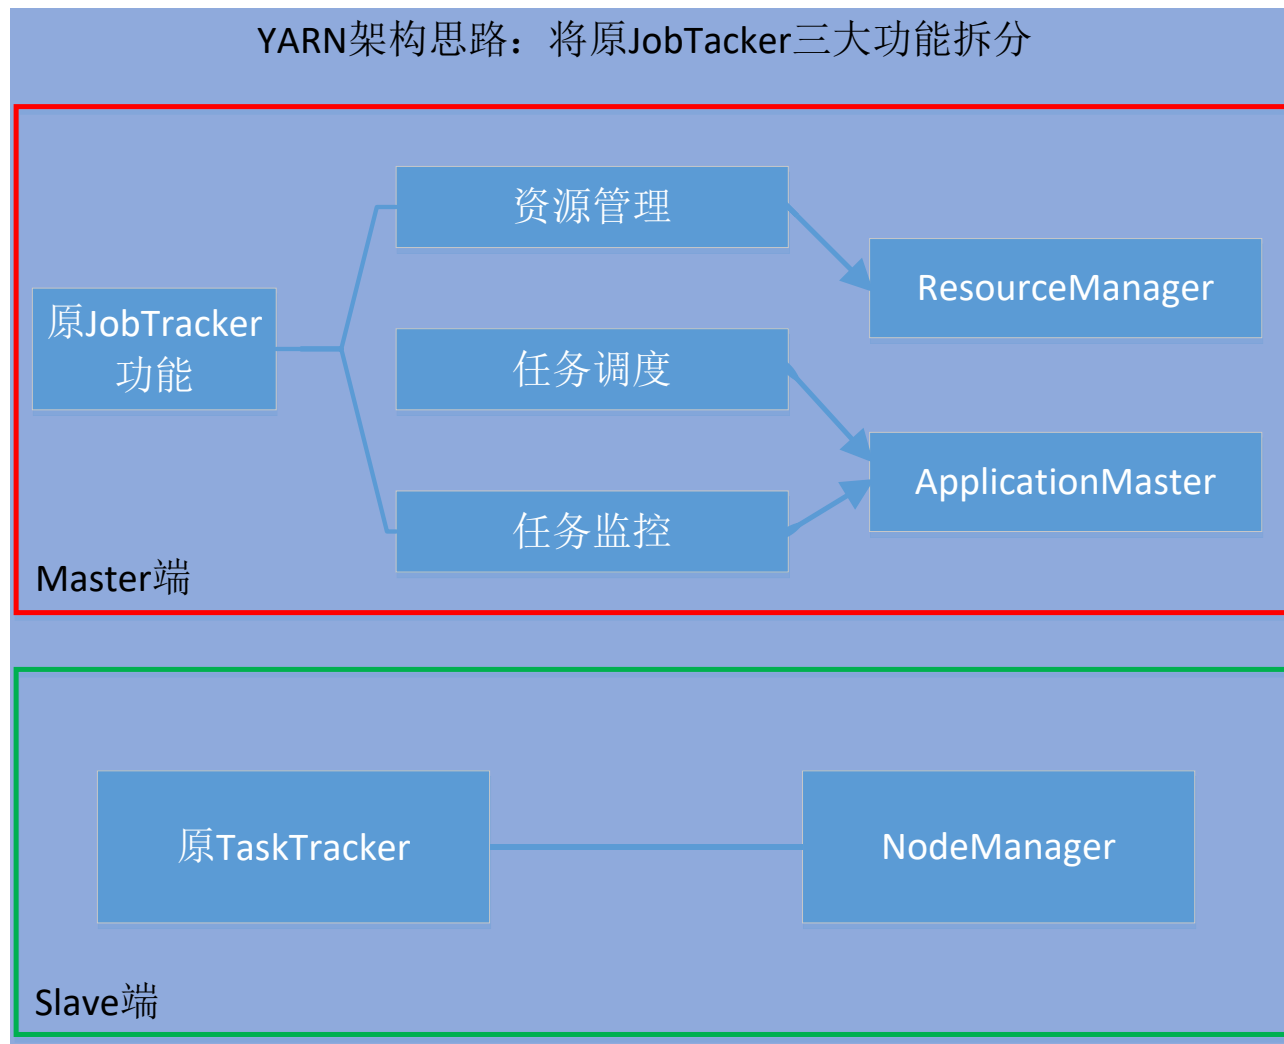 YARN架构思路：将原JobTacker三大功能拆分
资源管理
ResourceManager
原JobTracker
功能
任务调度
ApplicationMaster
任务监控
Master端
原TaskTracker
NodeManager
Slave端